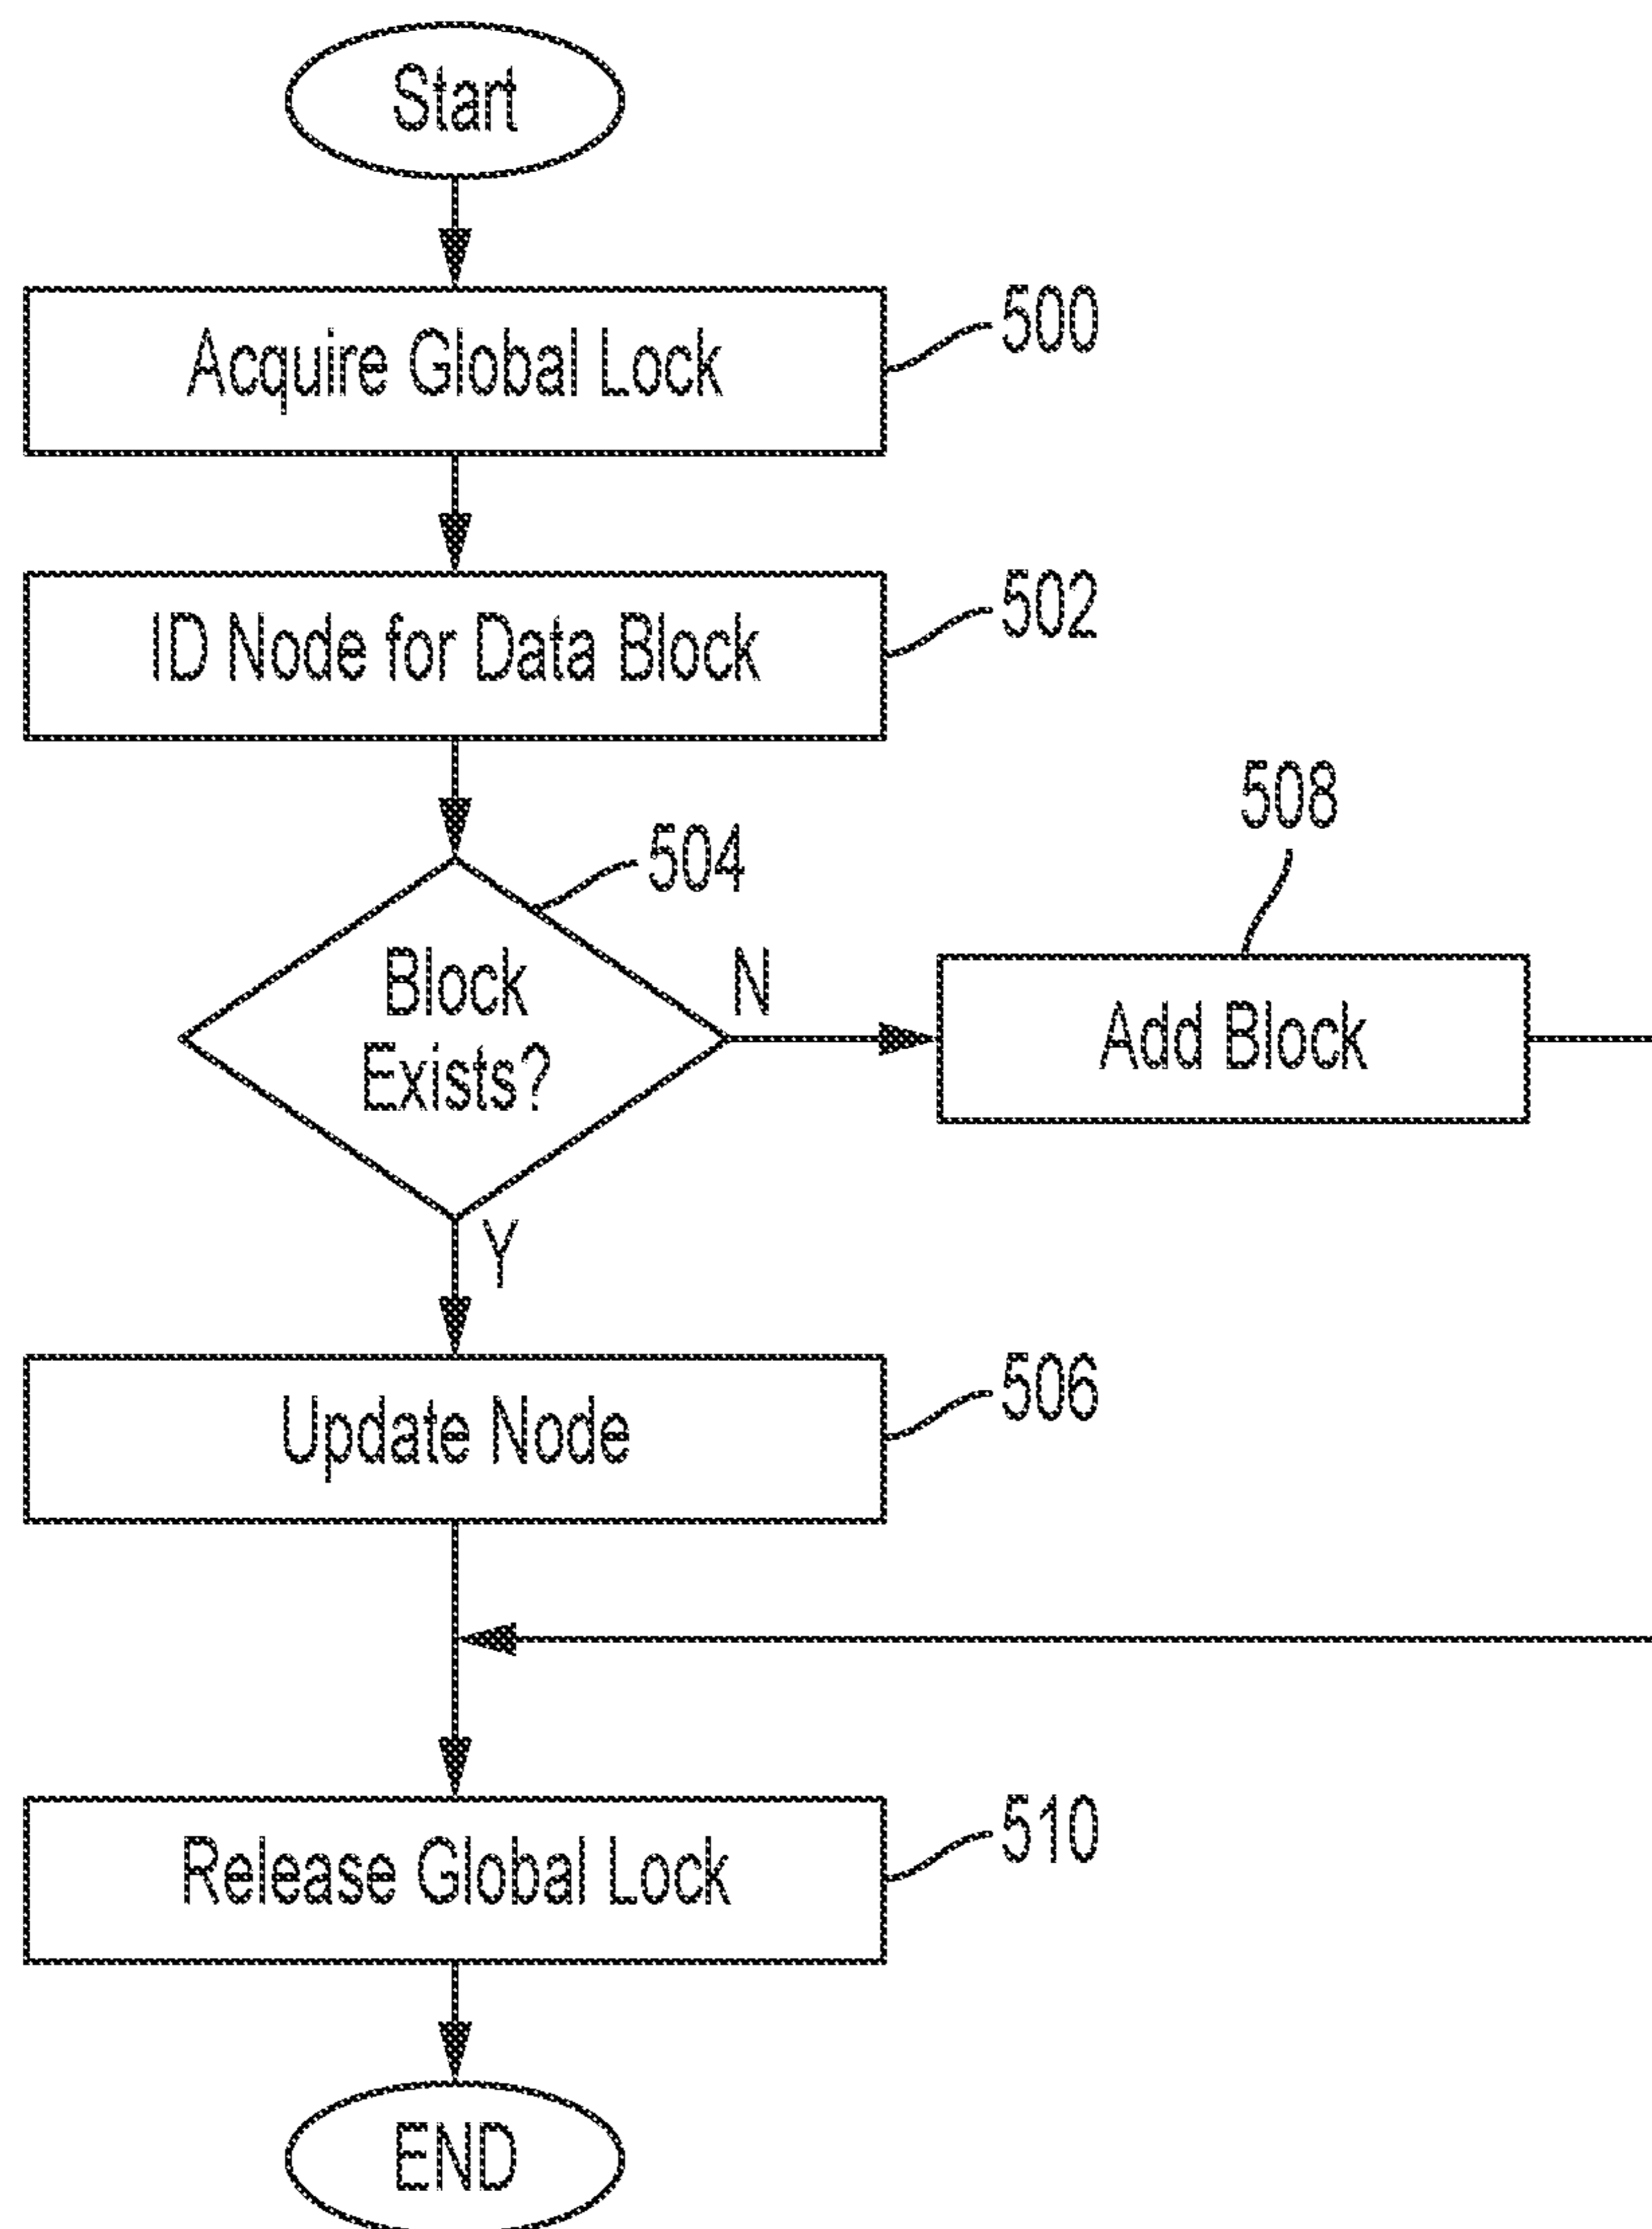 Start
Acquire Global Lock
500
ID Node for Data Block
502
504
508
Block
Exists?
N
Add Block
Y
Update Node
506
Release Global Lock
510
END